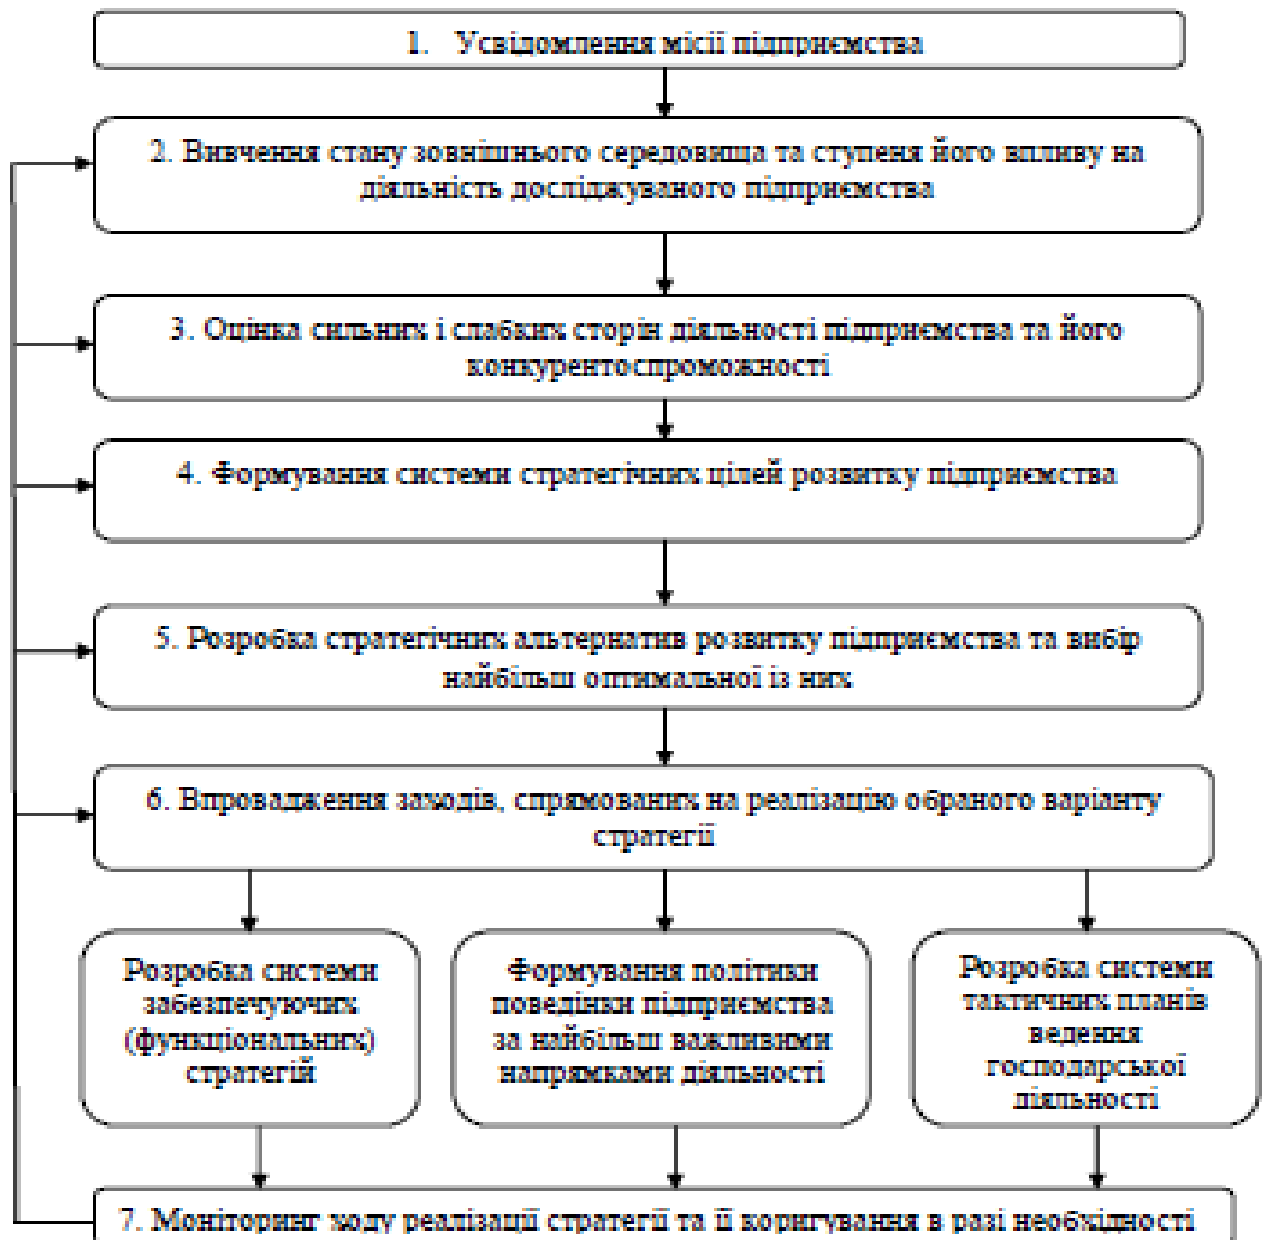 1. Усвідомлення місії підприємства
2. Вивчення стану зовнішнього середовища та ступеня його впливу на
діяльність досліджуваного підприємства
3. Оцінка сильних і слабких сторін діяльності підприємства та його
конкурентоспроможності
4. Формування системи стратегічних цілей розвитку підприємства
5. Розробка стратегічних альтернатив розвитку підприємства та вибір
найбільш оптимальної із них
6. Впровадження заходів, спрямованих на реалізацію обраного варіанту
стратегії
Розробка системи
забезпечуючих
(функціональних)
стратегій
Формування політики
поведінки підприємства
за найбільш важливими
напрямками діяльності
Розробка системи
тактичних планів
ведення
господарської
діяльності
7. Моніторинг ходу реалізації стратегії та її коригування в разі необхідності